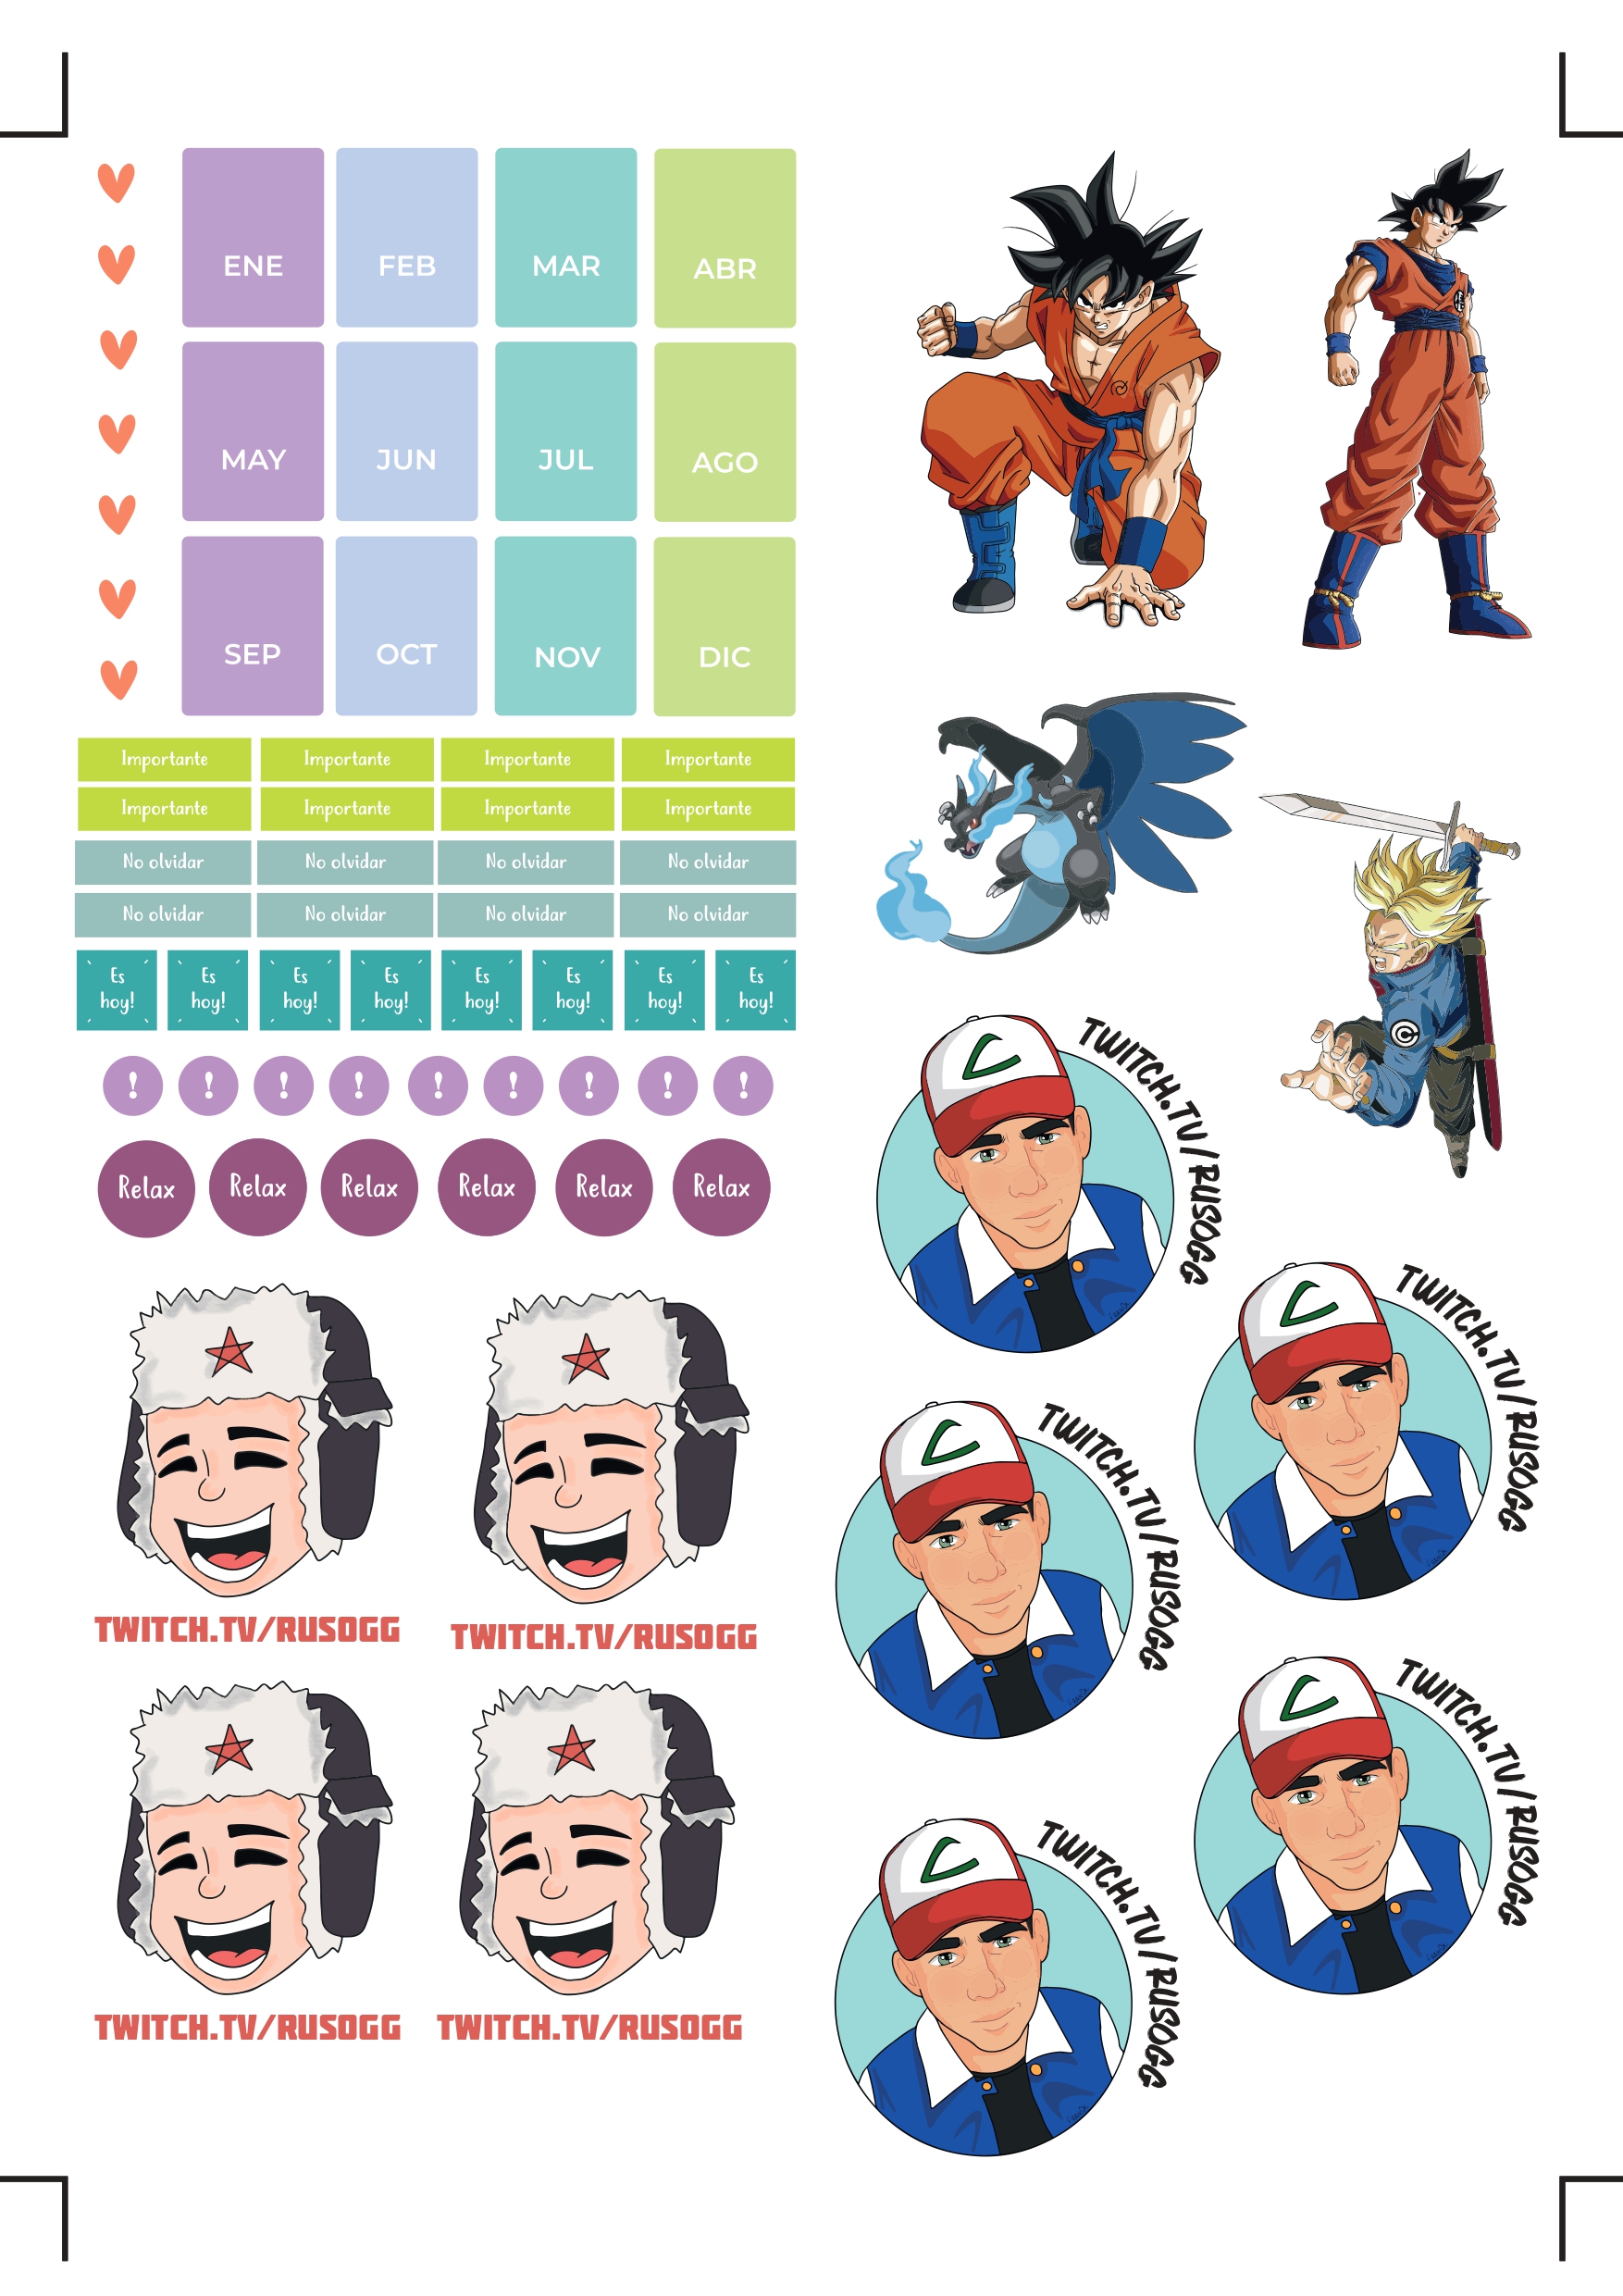 ENE FEB MAR ABR
MAY JUN JUL AGO
SEP OCT NOV DIC
Importante Importante Importante Importante
Importante Importante Importante Importante
No olvidar No olvidar No olvidar No olvidar
No olvidar No olvidar No olvidar No olvidar
Es Es Es Es Es Es Es Es
hoy! hoy! hoy! hoy! hoy! hoy! hoy! hoy!
! ! ! ! ! ! ! ! !
Relax Relax Relax Relax Relax Relax
TWITCH.TV/RUSOGG
TWITCH.TV/RUSOGG
TWITCH.TV/RUSOGG
TWITCH.TV/RUSOGG
TWITCH.TV/RUSOGG
TWITCH.TV/RUSOGG
TWITCH.TV/RUSOGG
TWITCH.TV/RUSOGG
TWITCH.TV/RUSOGG